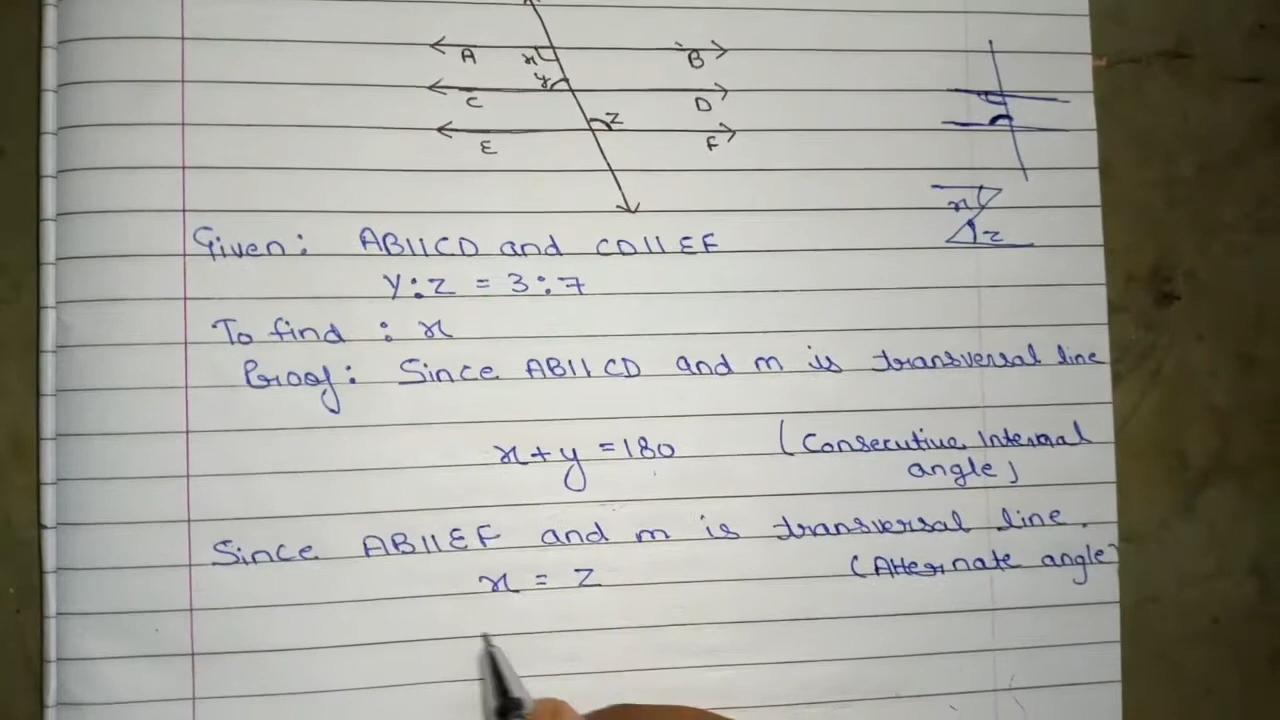 A B
x
y
C D
z
E F
x
z
Given: AB||CD and CD||EF
y:z = 3:7
To find : x
Proof: Since AB||CD and m is transversal line
x+y=180 (Consecutive Internal
angle)
Since AB||EF and m is transversal line.
x = z (Alternate angle)